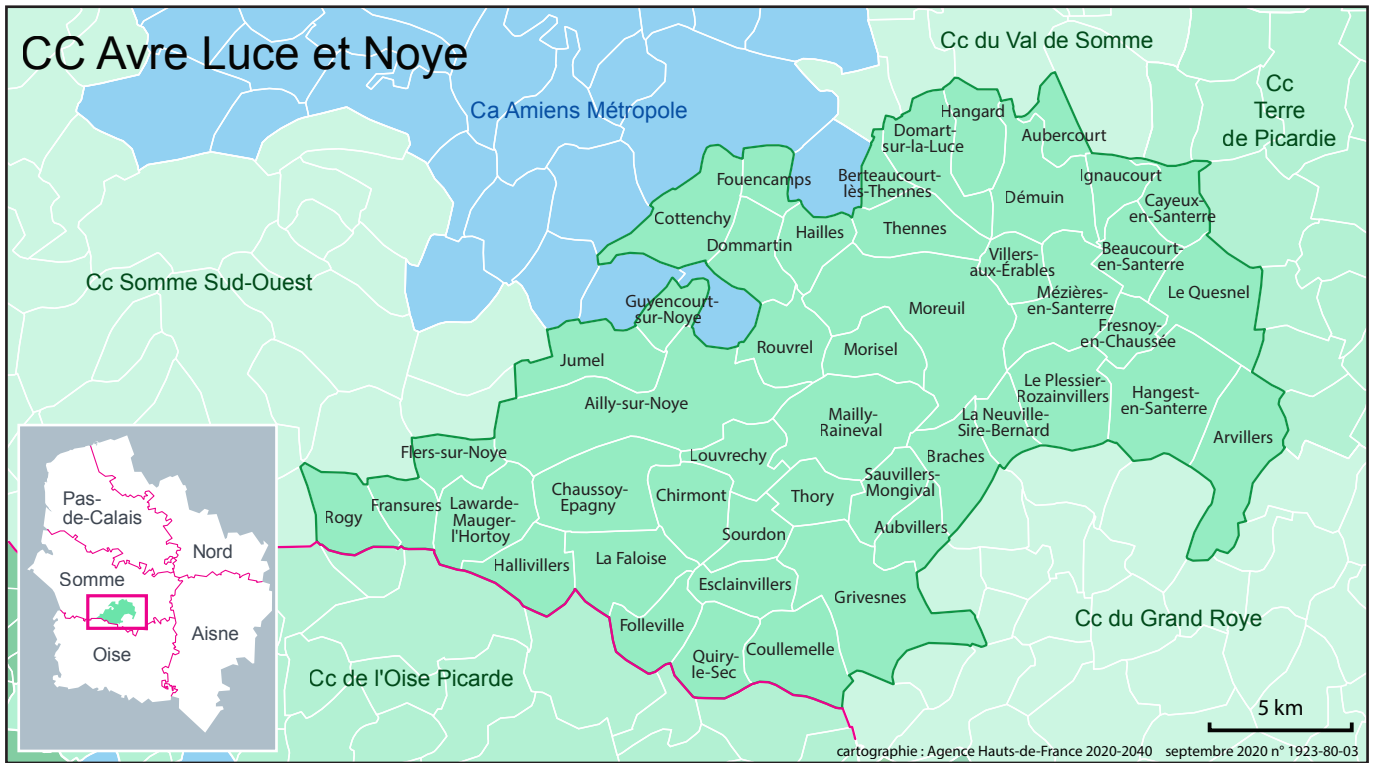 CC Avre Luce et Noye
Cc du Val de Somme
Ca Amiens Métropole
Cc
Terre
de Picardie
Cc Somme Sud-Ouest
Hangard
Domart-
sur-la-Luce
Aubercourt
Fouencamps
Berteaucourt-
lès-Thennes
Ignaucourt
Démuin
Cayeux-
en-Santerre
Cottenchy
Dommartin
Hailles
Thennes
Villers-
aux-Érables
Beaucourt-
en-Santerre
Guyencourt-
sur-Noye
Moreuil
Mézières-
en-Santerre
Le Quesnel
Fresnoy-
en-Chaussée
Jumel
Rouvrel
Morisel
Ailly-sur-Noye
Mailly-
Raineval
Le Plessier-
Rozainvillers
Hangest-
en-Santerre
La Neuville-
Sire-Bernard
Arvillers
Flers-sur-Noye
Louvrechy
Braches
Rogy
Fransures
Lawarde-
Mauger-
l'Hortoy
Chaussoy-
Epagny
Chirmont
Thory
Sauvillers-
Mongival
Sourdon
Aubvillers
Hallivillers
La Faloise
Esclainvillers
Grivesnes
Folleville
Quiry-
le-Sec
Coullemelle
Cc de l'Oise Picarde
Cc du Grand Roye
Pas-
de-Calais
Nord
Somme
Aisne
Oise
5 km
cartographie : Agence Hauts-de-France 2020-2040 septembre 2020 n° 1923-80-03